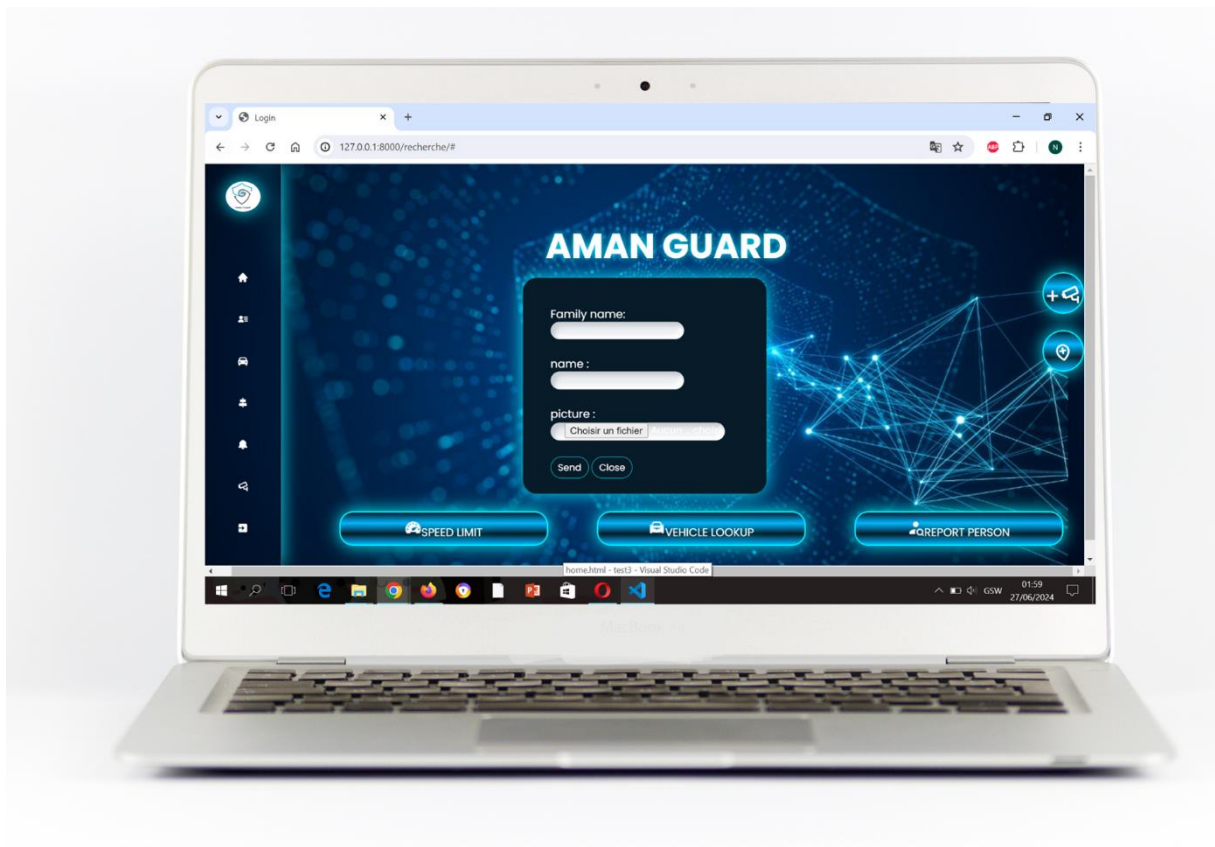 Login
127.0.0.1:8000/recherche/#
ABP
N
AMAN GUARD
Family name:
name :
picture :
Choisir un fichier
Send Close
SPEED LIMIT
VEHICLE LOOKUP
REPORT PERSON
home.html - test3 - Visual Studio Code
GSW
01:59
27/06/2024